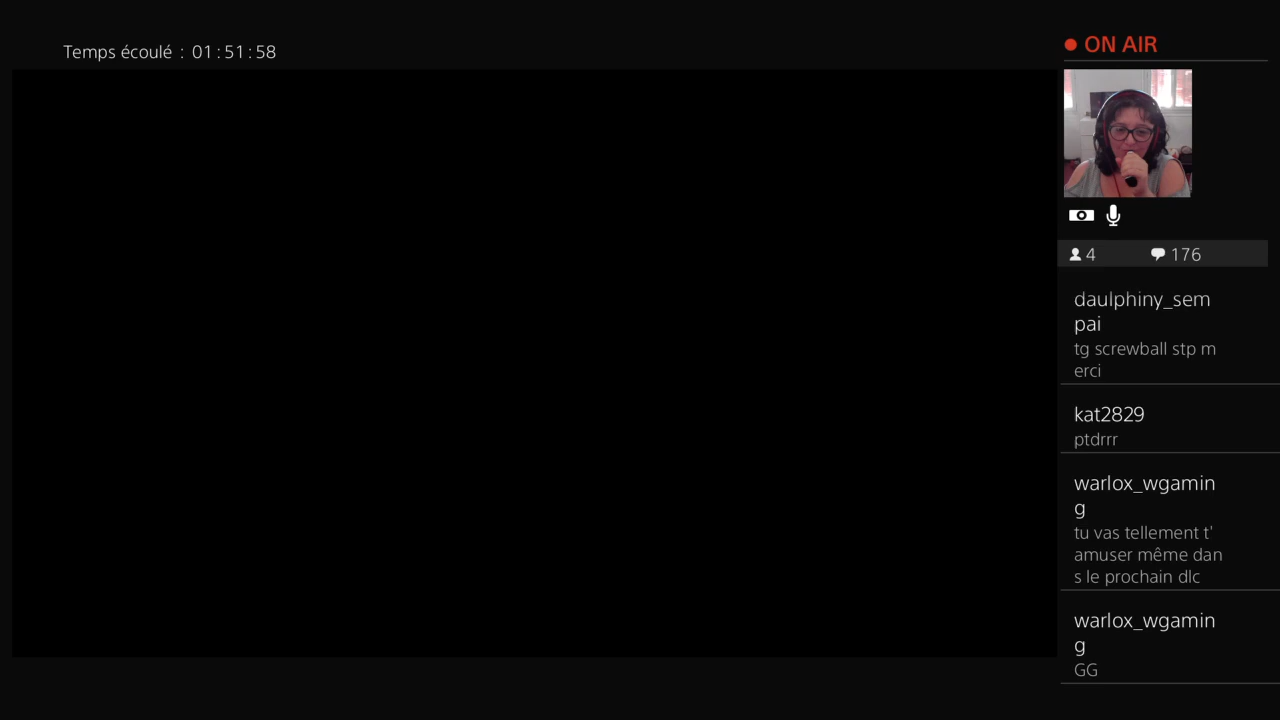 Temps écoulé : 01:51:58
ON AIR
4 176
daulphiny_sem
pai
tg screwball stp m
erci
kat2829
ptdrrr
warlox_wgamin
g
tu vas tellement t'
amuser même dan
s le prochain dlc
warlox_wgamin
g
GG